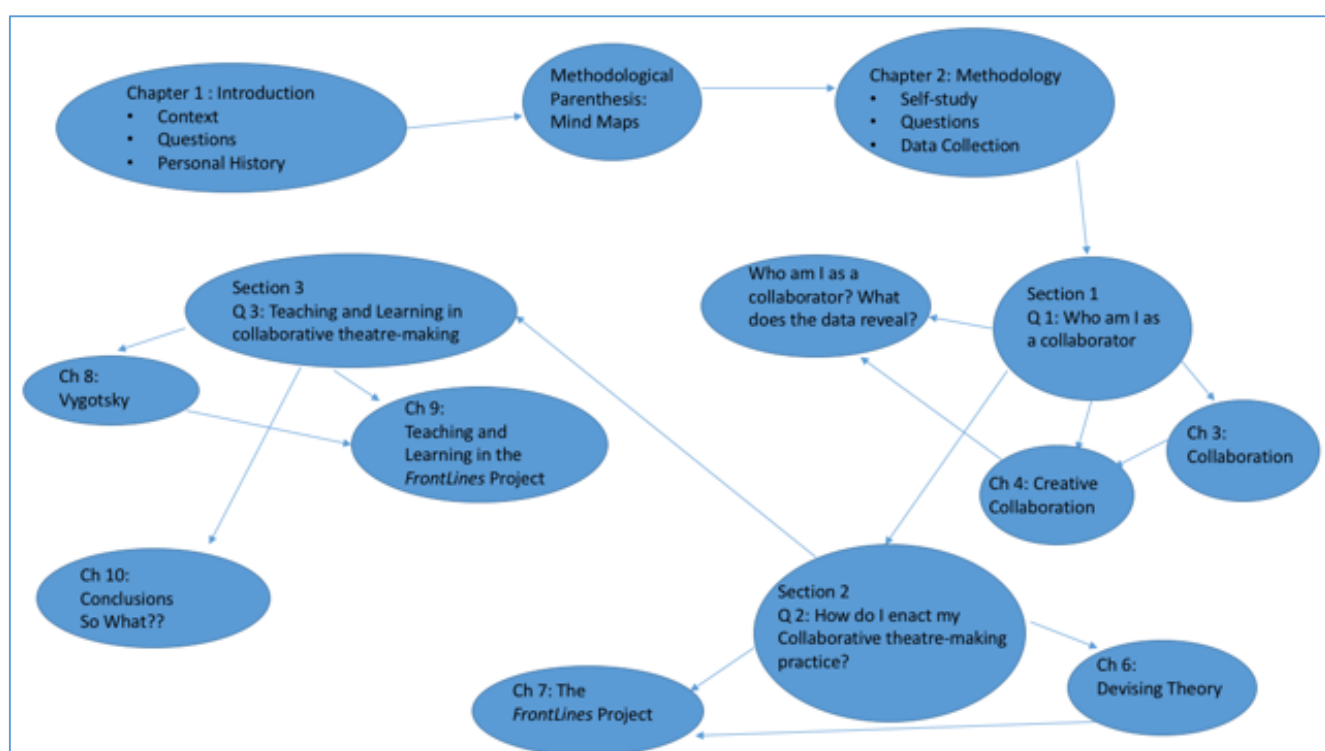 Chapter 1 : Introduction
• Context
• Questions
• Personal History
Methodological
Parenthesis:
Mind Maps
Chapter 2: Methodology
• Self-study
• Questions
• Data Collection
Section 3
Q 3: Teaching and Learning in
collaborative theatre-making
Who am I as a
collaborator? What
does the data reveal?
Section 1
Q 1: Who am I as
a collaborator
Ch 8:
Vygotsky
Ch 9:
Teaching and
Learning in the
FrontLines Project
Ch 3:
Collaboration
Ch 4: Creative
Collaboration
Ch 10:
Conclusions
So What??
Section 2
Q 2: How do I enact my
Collaborative theatre-making
practice?
Ch 7: The
FrontLines Project
Ch 6:
Devising Theory